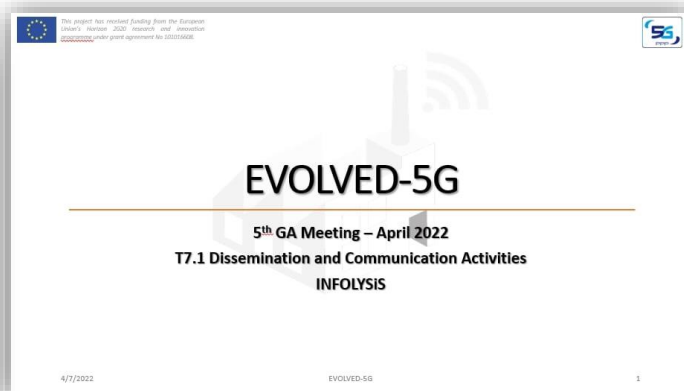 This project has received funding from the European
Union's Horizon 2020 research and innovation
programme under grant agreement No 101016608.
5G
EVOLVED-5G
5th GA Meeting – April 2022
T7.1 Dissemination and Communication Activities
INFOLYSiS
4/7/2022
EVOLVED-5G
1